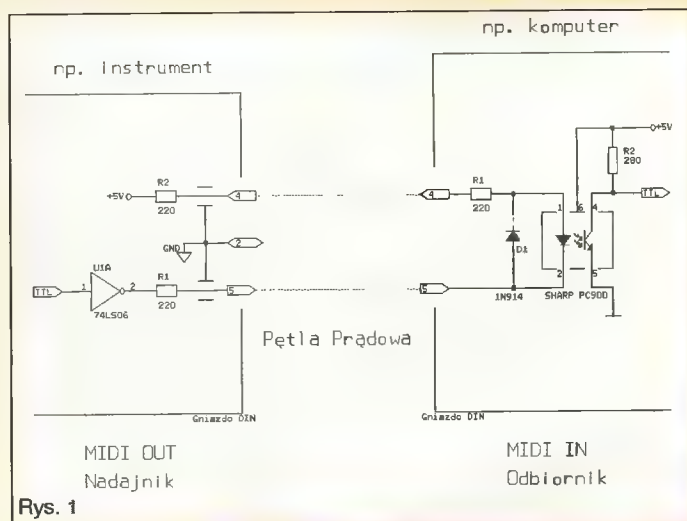 np. instrument
np. komputer
+5V
R2
220
4
GND
2
U1A
TTL
1
2
74LS06
R1
220
5
Gniazdo DIN
MIDI OUT
Nadajnik
Pętla Prądowa
+5V
R2
280
TTL
4
R1
220
D1
1N914
1
6
4
2
5
SHARP PC900
5
Gniazdo DIN
MIDI IN
Odbiornik
Rys. 1